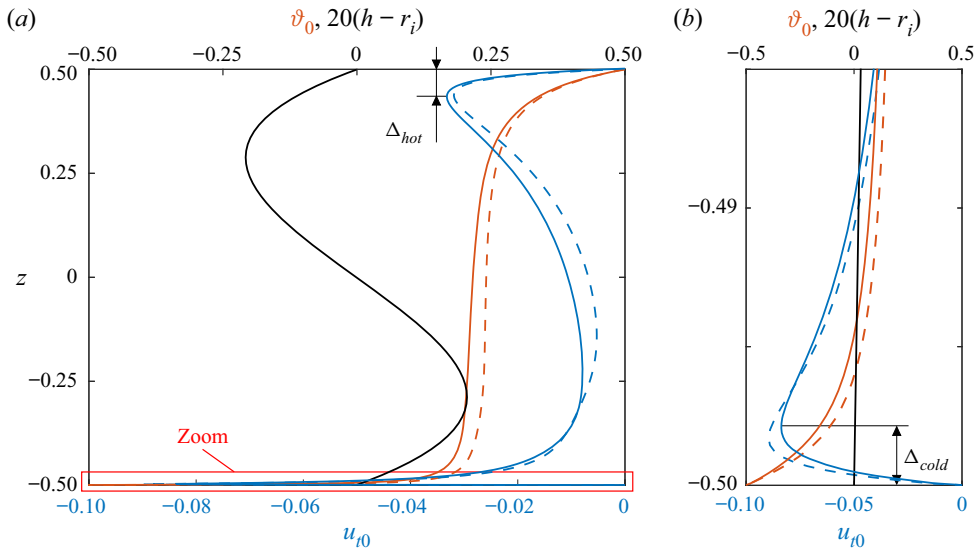 (a)
ϑ₀, 20(h − rᵢ)
−0.50 −0.25 0 0.25 0.50
0.50
0.25
z
0
−0.25
−0.50
Δhot
Zoom
−0.10 −0.08 −0.06 −0.04 −0.02 0
uₜ₀
(b)
ϑ₀, 20(h − rᵢ)
−0.5 0 0.5
−0.49
−0.50
Δcold
−0.10 −0.05 0
uₜ₀